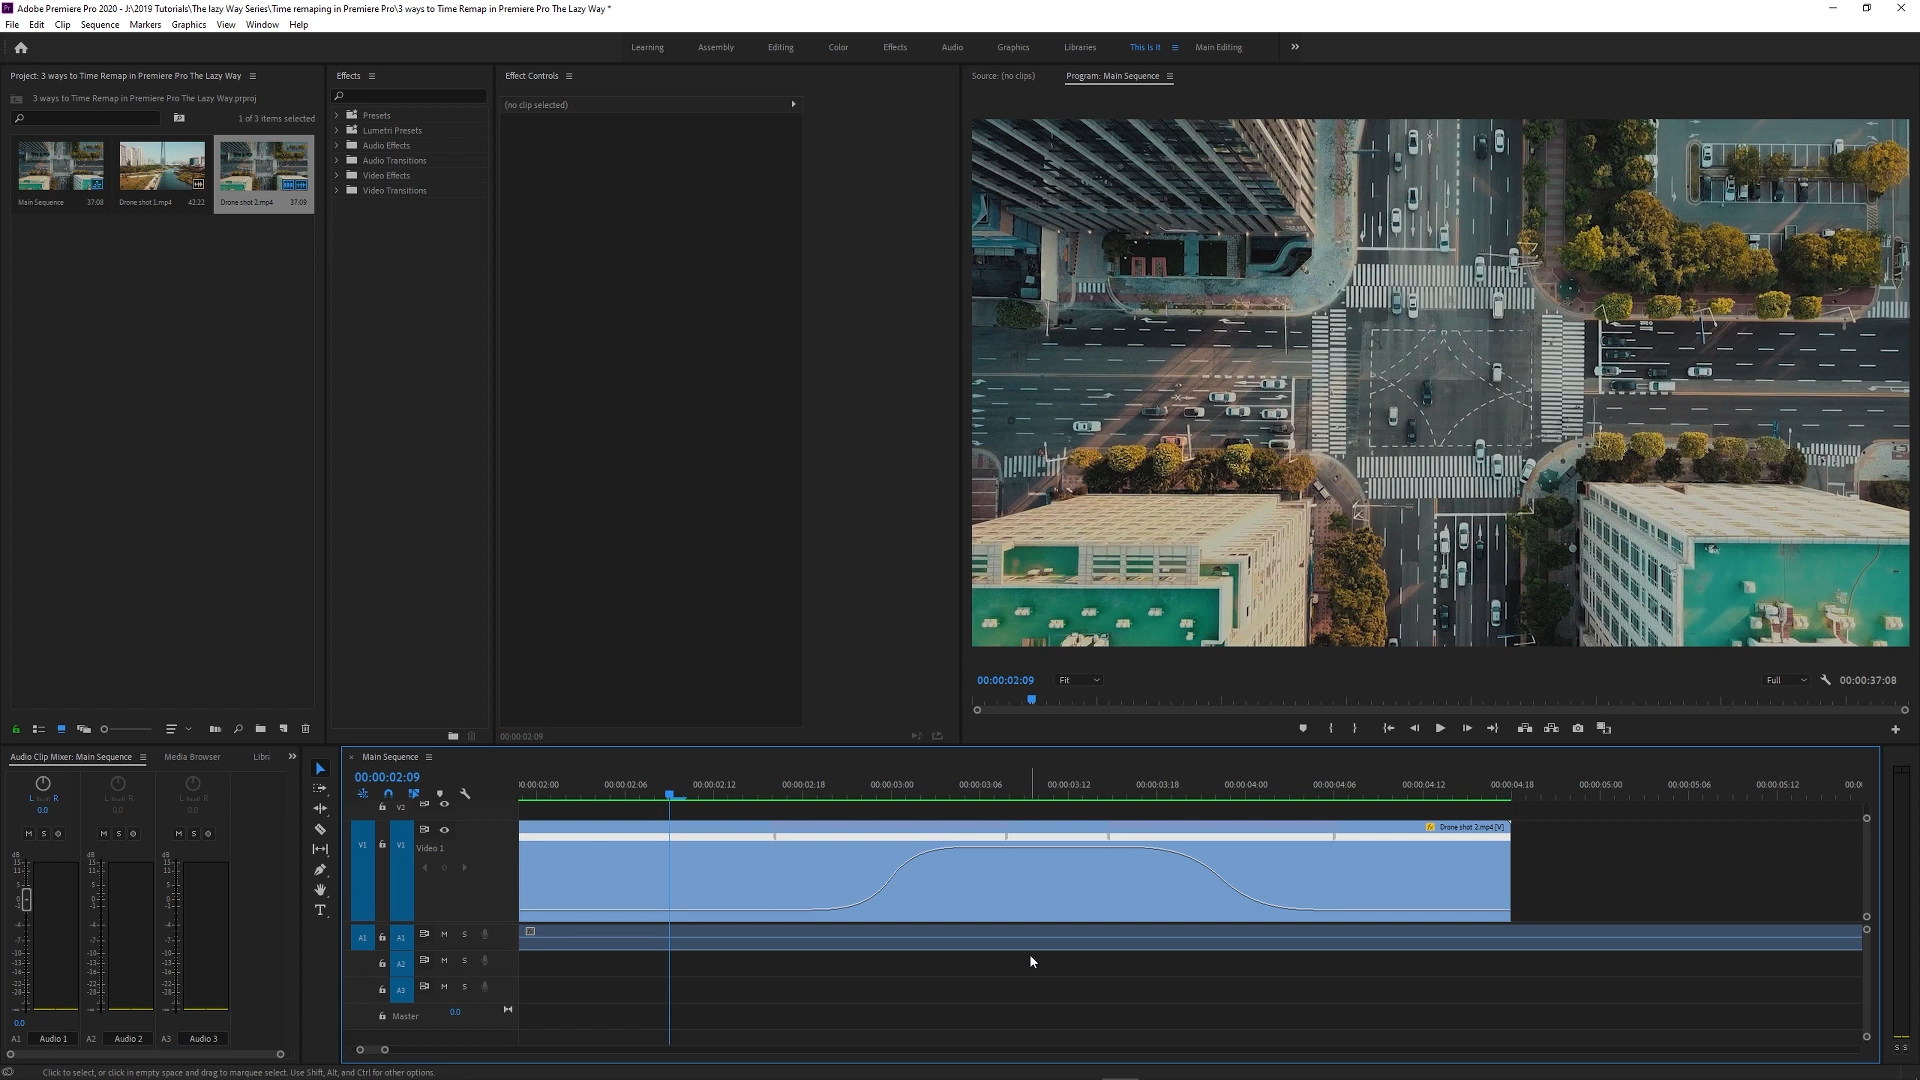 Adobe Premiere Pro 2020 - J:\2019 Tutorials\The lazy Way Series\Time remaping in Premiere Pro\3 ways to Time Remap in Premiere Pro The Lazy Way *
File Edit Clip Sequence Markers Graphics View Window Help
Learning Assembly Editing Color Effects Audio Graphics Libraries This Is It Main Editing
Project: 3 ways to Time Remap in Premiere Pro The Lazy Way
3 ways to Time Remap in Premiere Pro The Lazy Way.prproj
1 of 3 items selected
Main Sequence 37:08
Drone shot 1.mp4 42:22
Drone shot 2.mp4 37:09
Effects
Presets
Lumetri Presets
Audio Effects
Audio Transitions
Video Effects
Video Transitions
Effect Controls
(no clip selected)
00:00:02:09
Source: (no clips)
Program: Main Sequence
00:00:02:09 Fit Full 00:00:37:08
Audio Clip Mixer: Main Sequence Media Browser Libra
L R
0.0 0.0 0.0
M S M S M S
dB dB dB
0.0
A1 Audio 1 A2 Audio 2 A3 Audio 3
Main Sequence
00:00:02:09
00:00:02:00 00:00:02:06 00:00:02:12 00:00:02:18 00:00:03:00 00:00:03:06 00:00:03:12 00:00:03:18 00:00:04:00 00:00:04:06 00:00:04:12 00:00:04:18 00:00:05:00 00:00:05:06 00:00:05:12 00:0
V2
V1 V1 Video 1
Drone shot 2.mp4 [V]
A1 A1 M S
A2 M S
A3 M S
Master 0.0
S S
Click to select, or click in empty space and drag to marquee select. Use Shift, Alt, and Ctrl for other options.